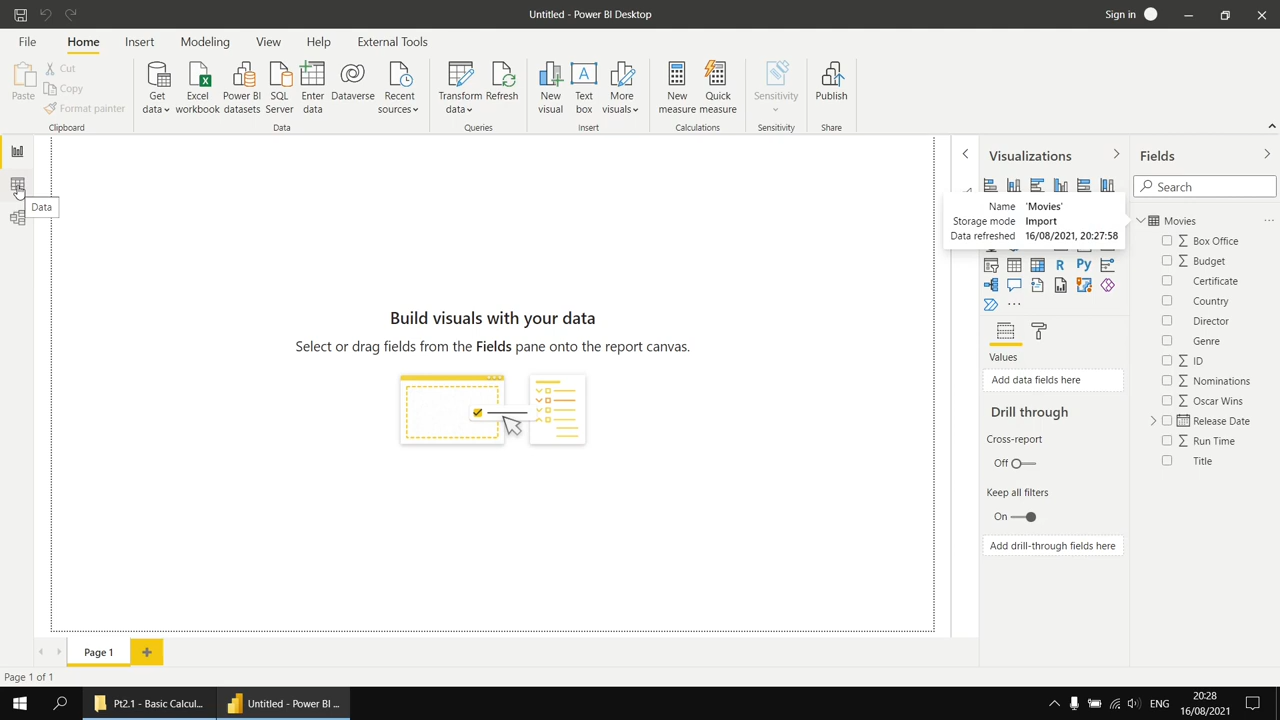 Untitled - Power BI Desktop
Sign in
File
Home
Insert
Modeling
View
Help
External Tools
Paste
Cut
Copy
Format painter
Clipboard
Get data
Excel workbook
Power BI datasets
SQL Server
Enter data
Dataverse
Recent sources
Data
Transform data
Refresh
Queries
New visual
Text box
More visuals
Insert
New measure
Quick measure
Calculations
Sensitivity
Sensitivity
Publish
Share
Data
Build visuals with your data
Select or drag fields from the Fields pane onto the report canvas.
Visualizations
Name 'Movies'
Storage mode Import
Data refreshed 16/08/2021, 20:27:58
R
Py
Values
Add data fields here
Drill through
Cross-report
Off
Keep all filters
On
Add drill-through fields here
Fields
Search
Movies
Box Office
Budget
Certificate
Country
Director
Genre
ID
Nominations
Oscar Wins
Release Date
Run Time
Title
Page 1
Page 1 of 1
Pt2.1 - Basic Calcul...
Untitled - Power BI ...
ENG
20:28
16/08/2021